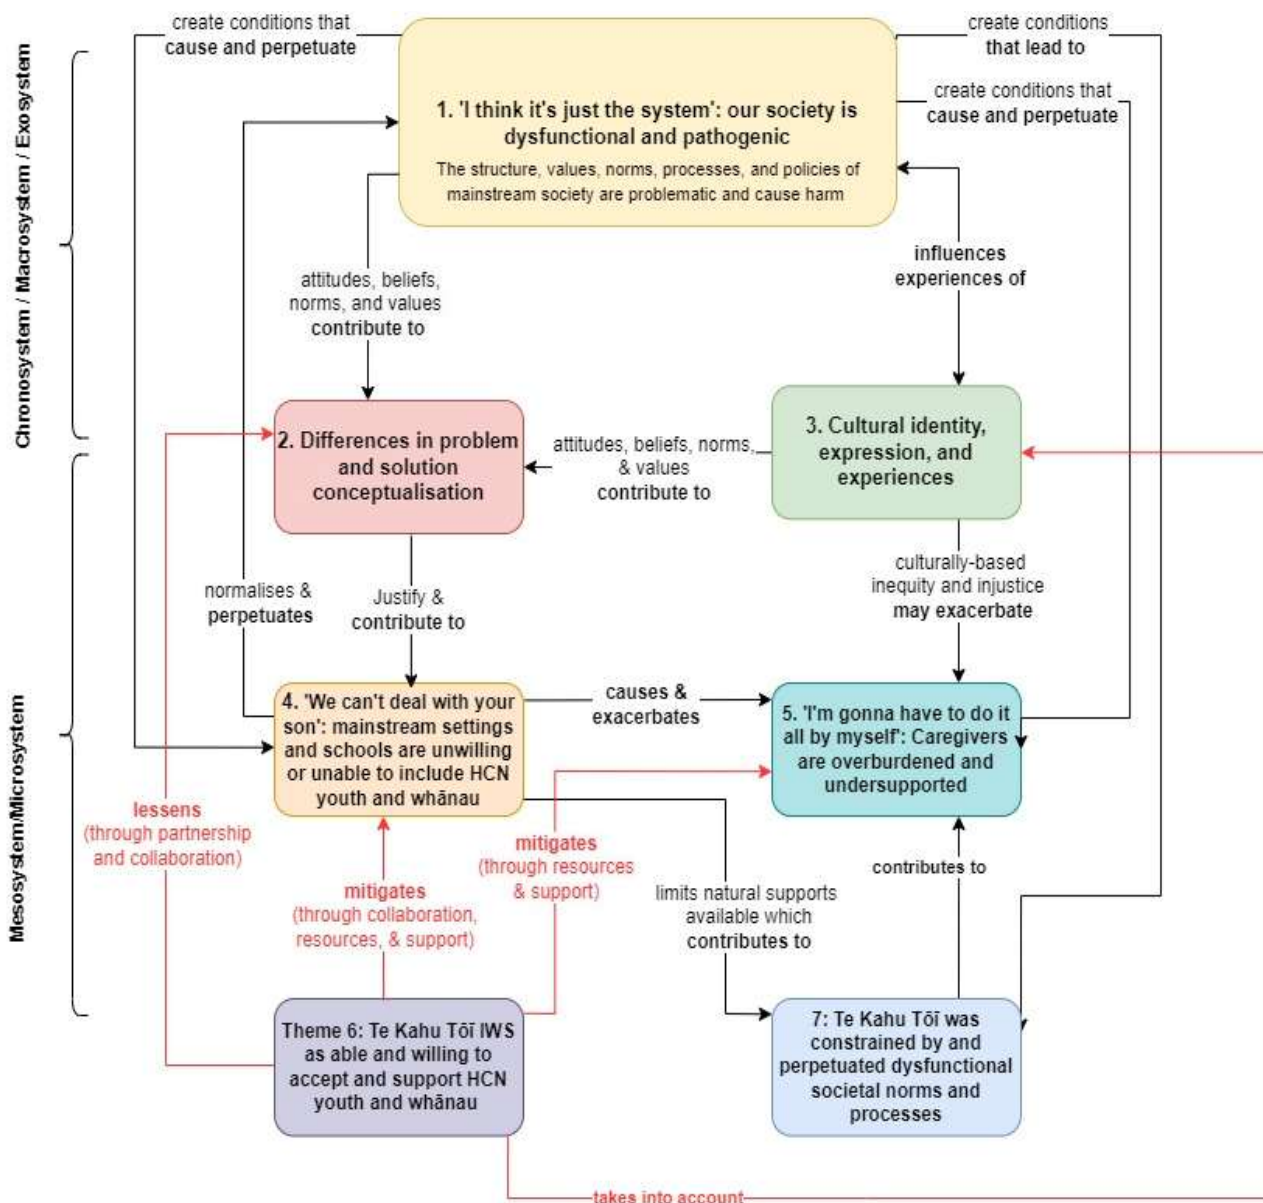 create conditions that
cause and perpetuate
create conditions
that lead to
create conditions that
cause and perpetuate
1. 'I think it's just the system': our society is
dysfunctional and pathogenic
The structure, values, norms, processes, and policies of
mainstream society are problematic and cause harm
Chronosystem / Macrosystem / Exosystem
attitudes, beliefs,
norms, and values
contribute to
influences
experiences of
2. Differences in problem
and solution
conceptualisation
attitudes, beliefs, norms,
& values
contribute to
3. Cultural identity,
expression, and
experiences
normalises &
perpetuates
Justify &
contribute to
culturally-based
inequity and injustice
may exacerbate
Mesosystem/Microsystem
4. 'We can't deal with your
son': mainstream settings
and schools are unwilling
or unable to include HCN
youth and whānau
causes &
exacerbates
5. 'I'm gonna have to do it
all by myself': Caregivers
are overburdened and
undersupported
lessens
(through partnership
and collaboration)
mitigates
(through collaboration,
resources, & support)
mitigates
(through resources
& support)
limits natural supports
available which
contributes to
contributes to
Theme 6: Te Kahu Tōī IWS
as able and willing to
accept and support HCN
youth and whānau
7: Te Kahu Tōī was
constrained by and
perpetuated dysfunctional
societal norms and
processes
takes into account